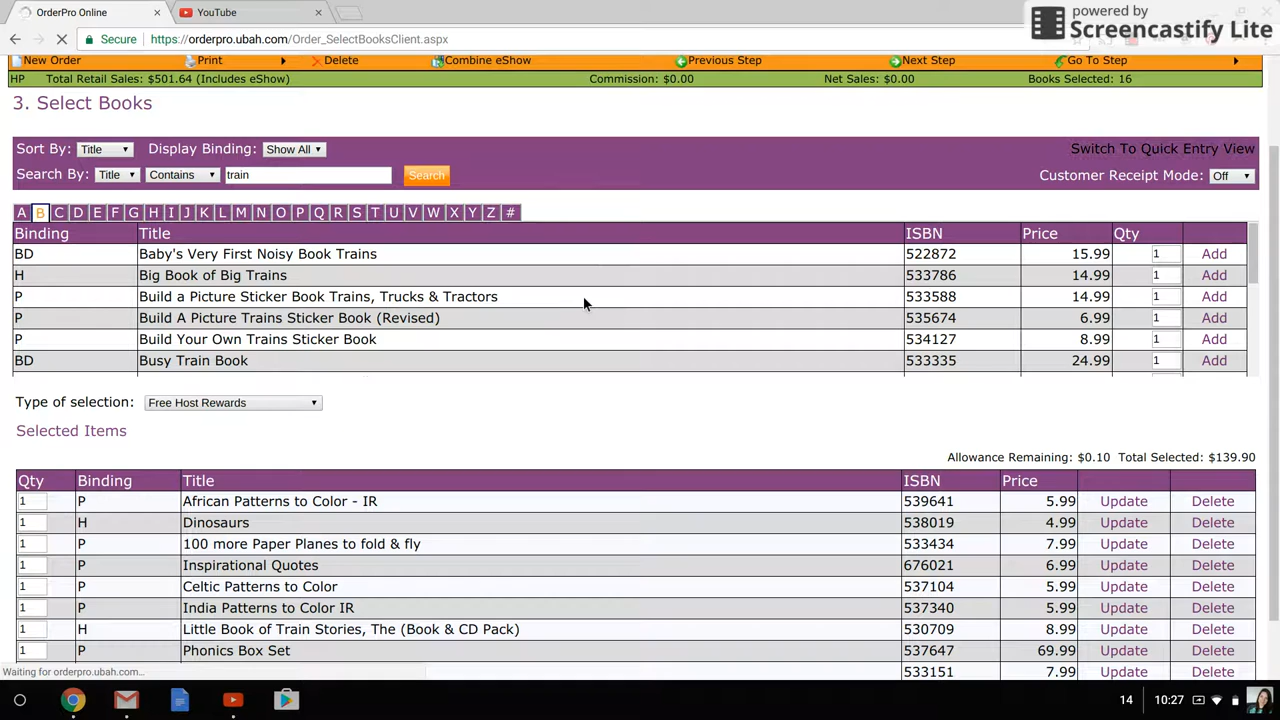 OrderPro Online
YouTube
powered by
Screencastify Lite
Secure https://orderpro.ubah.com/Order_SelectBooksClient.aspx
New Order Print Delete Combine eShow Previous Step Next Step Go To Step
HP Total Retail Sales: $501.64 (Includes eShow) Commission: $0.00 Net Sales: $0.00 Books Selected: 16
3. Select Books
Sort By: Title Display Binding: Show All Switch To Quick Entry View
Search By: Title Contains train Search Customer Receipt Mode: Off
A B C D E F G H I J K L M N O P Q R S T U V W X Y Z #
Binding Title ISBN Price Qty
BD Baby's Very First Noisy Book Trains 522872 15.99 1 Add
H Big Book of Big Trains 533786 14.99 1 Add
P Build a Picture Sticker Book Trains, Trucks & Tractors 533588 14.99 1 Add
P Build A Picture Trains Sticker Book (Revised) 535674 6.99 1 Add
P Build Your Own Trains Sticker Book 534127 8.99 1 Add
BD Busy Train Book 533335 24.99 1 Add
Type of selection: Free Host Rewards
Selected Items
Allowance Remaining: $0.10 Total Selected: $139.90
Qty Binding Title ISBN Price
1 P African Patterns to Color - IR 539641 5.99 Update Delete
1 H Dinosaurs 538019 4.99 Update Delete
1 P 100 more Paper Planes to fold & fly 533434 7.99 Update Delete
1 P Inspirational Quotes 676021 6.99 Update Delete
1 P Celtic Patterns to Color 537104 5.99 Update Delete
1 P India Patterns to Color IR 537340 5.99 Update Delete
1 H Little Book of Train Stories, The (Book & CD Pack) 530709 8.99 Update Delete
1 P Phonics Box Set 537647 69.99 Update Delete
533151 7.99 Update Delete
Waiting for orderpro.ubah.com...
14 10:27